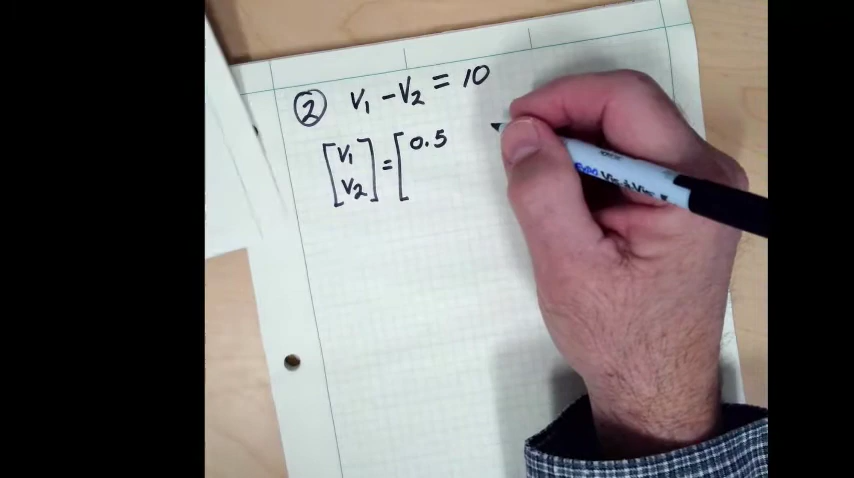 ② V₁ - V₂ = 10
[V₁ V₂] = [0.5